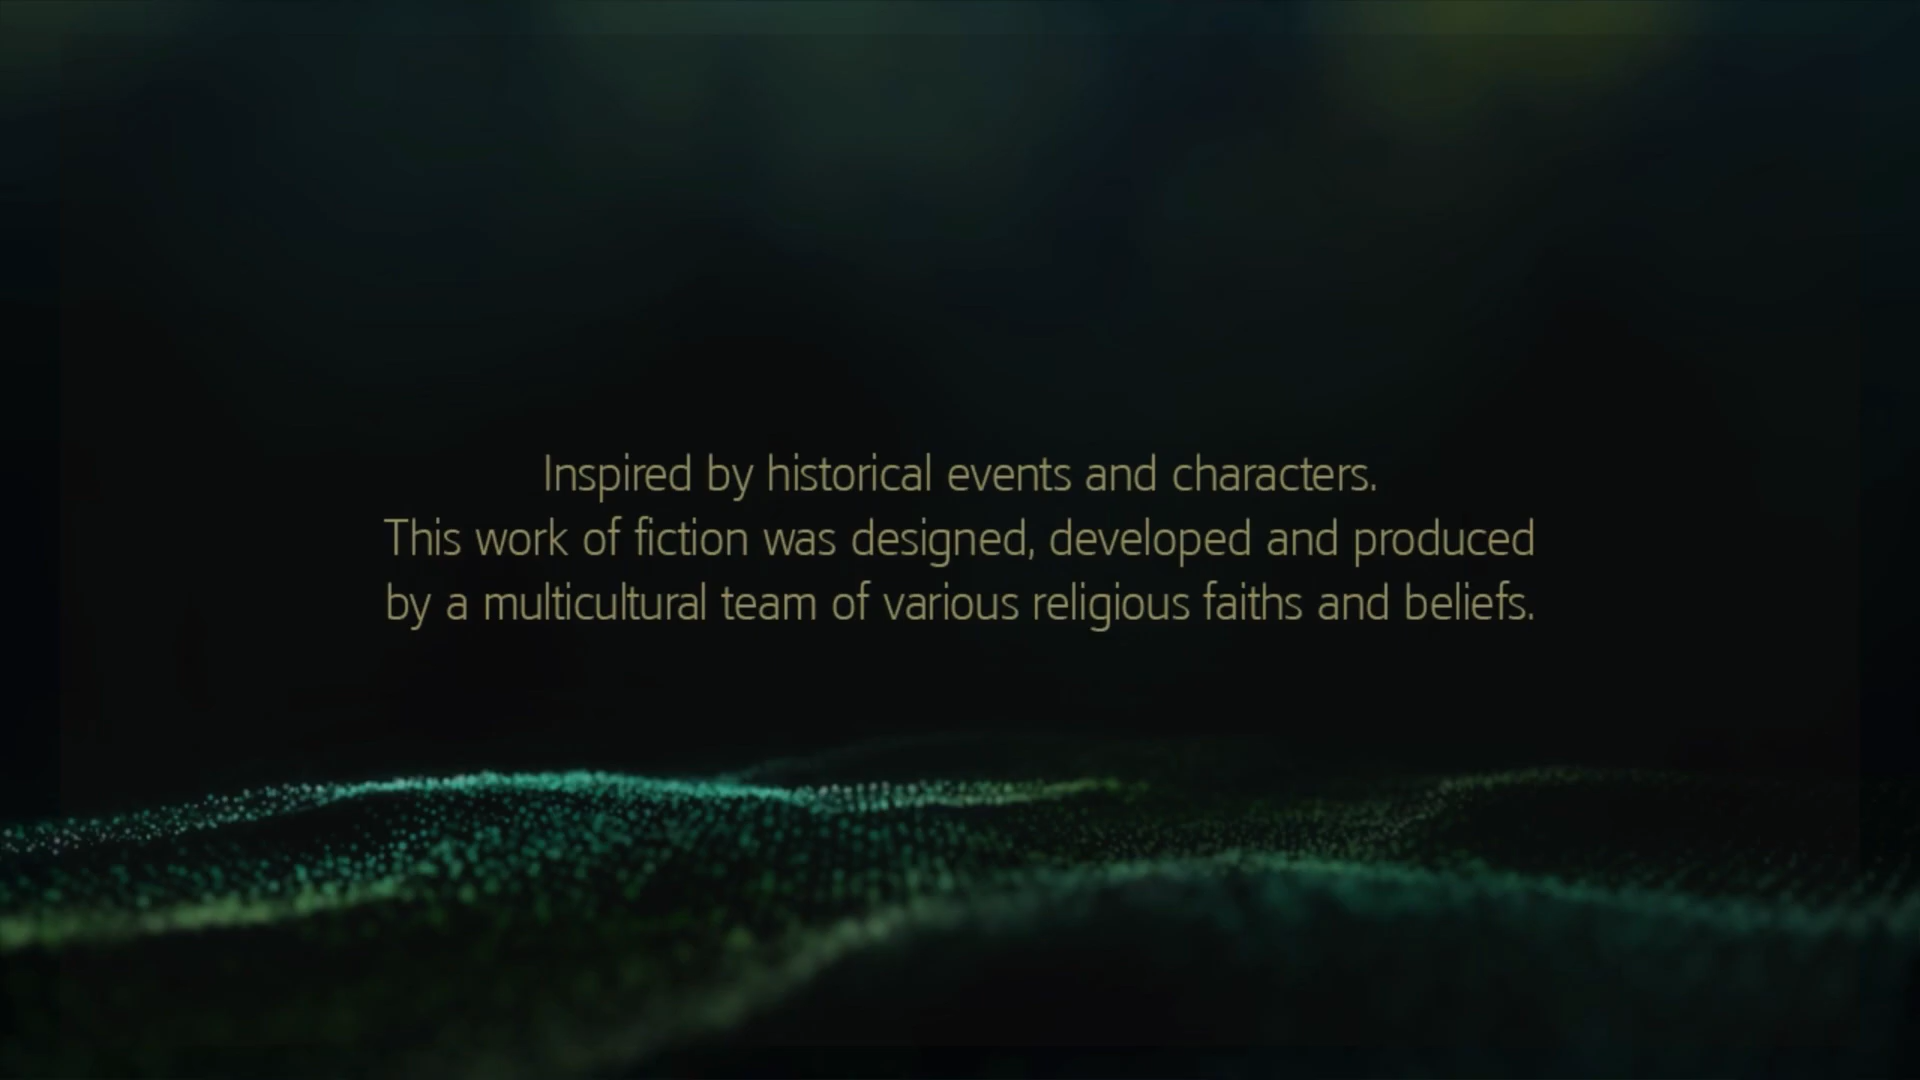 Inspired by historical events and characters.
This work of fiction was designed, developed and produced
by a multicultural team of various religious faiths and beliefs.